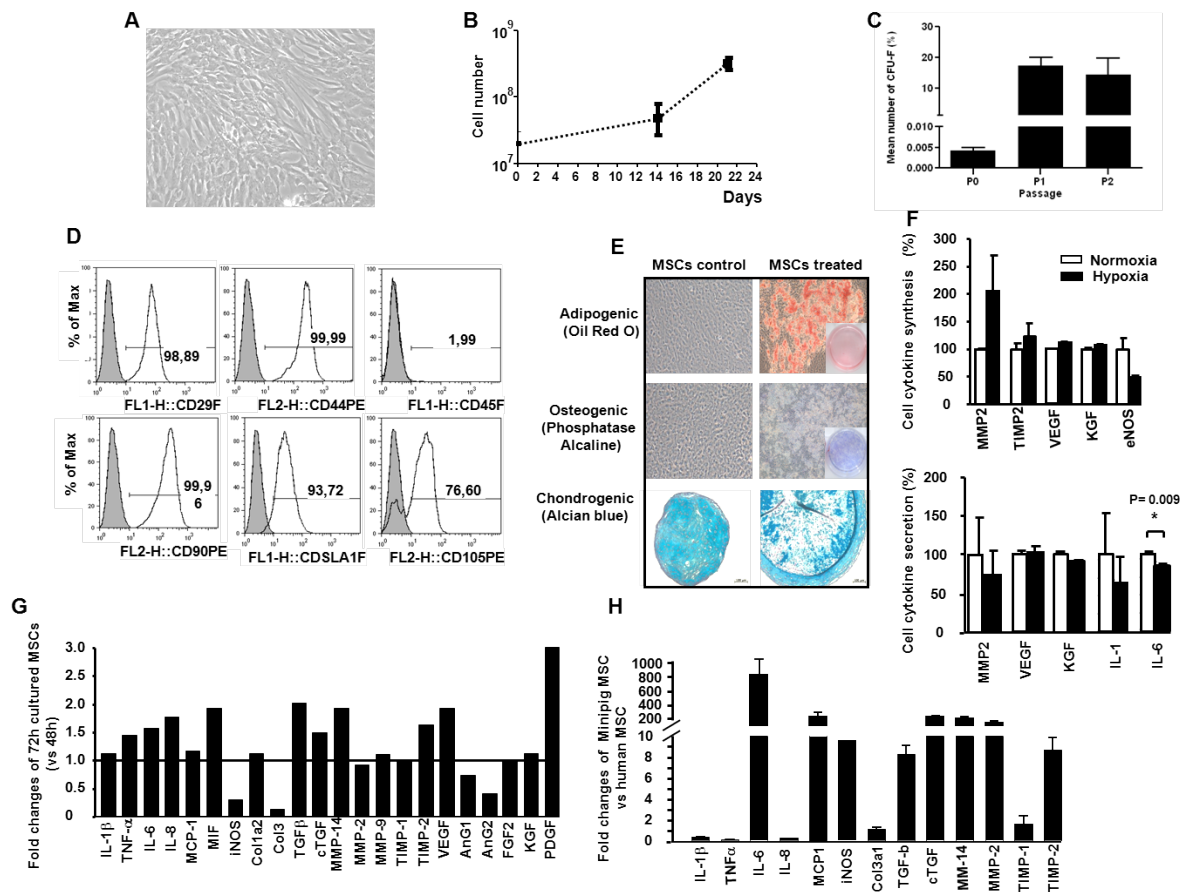 A
B
Cell number
10^9
10^8
10^7
0 2 4 6 8 10 12 14 16 18 20 22 24
Days
C
Mean number of CFU-F (%)
30
20
10
0.010
0.005
0.000
P0 P1 P2
Passage
D
% of Max
98,89
FL1-H::CD29F
99,99
FL2-H::CD44PE
1,99
FL1-H::CD45F
% of Max
99,9
6
FL2-H::CD90PE
93,72
FL1-H::CDSLA1F
76,60
FL2-H::CD105PE
E
MSCs control MSCs treated
Adipogenic
(Oil Red O)
Osteogenic
(Phosphatase
Alcaline)
Chondrogenic
(Alcian blue)
F
Cell cytokine synthesis (%)
300
250
200
150
100
50
0
Normoxia
Hypoxia
MMP2 TIMP2 VEGF KGF eNOS
Cell cytokine secretion (%)
200
150
100
50
0
P= 0.009
*
MMP2 VEGF KGF IL-1 IL-6
G
Fold changes of 72h cultured MSCs
(vs 48h)
3.0
2.0
1.5
1.0
0.5
0
IL-1β TNF-α IL-6 IL-8 MCP-1 MIF iNOS Col1a2 Col3 TGFβ cTGF MMP-14 MMP-2 MMP-9 TIMP-1 TIMP-2 VEGF AnG1 AnG2 FGF2 KGF PDGF
H
Fold changes of Minipig MSC
vs human MSC
1000
800
600
400
200
10
8
6
4
2
0
IL-1β TNFα IL-6 IL-8 MCP1 iNOS Col3a1 TGF-b cTGF MM-14 MMP-2 TIMP-1 TIMP-2